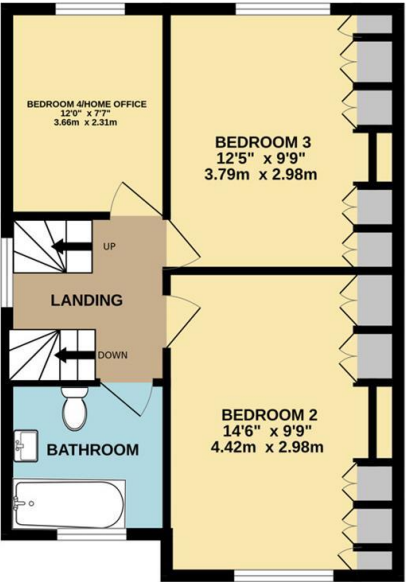 BEDROOM 4/HOME OFFICE
12'0" x 7'7"
3.66m x 2.31m
BEDROOM 3
12'5" x 9'9"
3.79m x 2.98m
UP
LANDING
DOWN
BEDROOM 2
14'6" x 9'9"
4.42m x 2.98m
BATHROOM